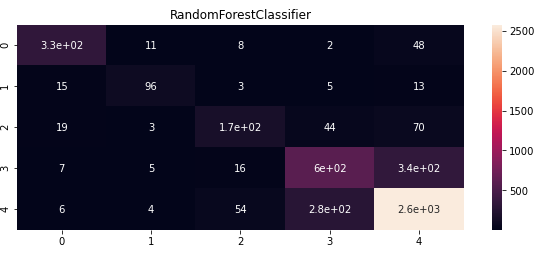 RandomForestClassifier
0 3.3e+02 11 8 2 48
1 15 96 3 5 13
2 19 3 1.7e+02 44 70
3 7 5 16 6e+02 3.4e+02
4 6 4 54 2.8e+02 2.6e+03
0 1 2 3 4
2500
2000
1500
1000
500